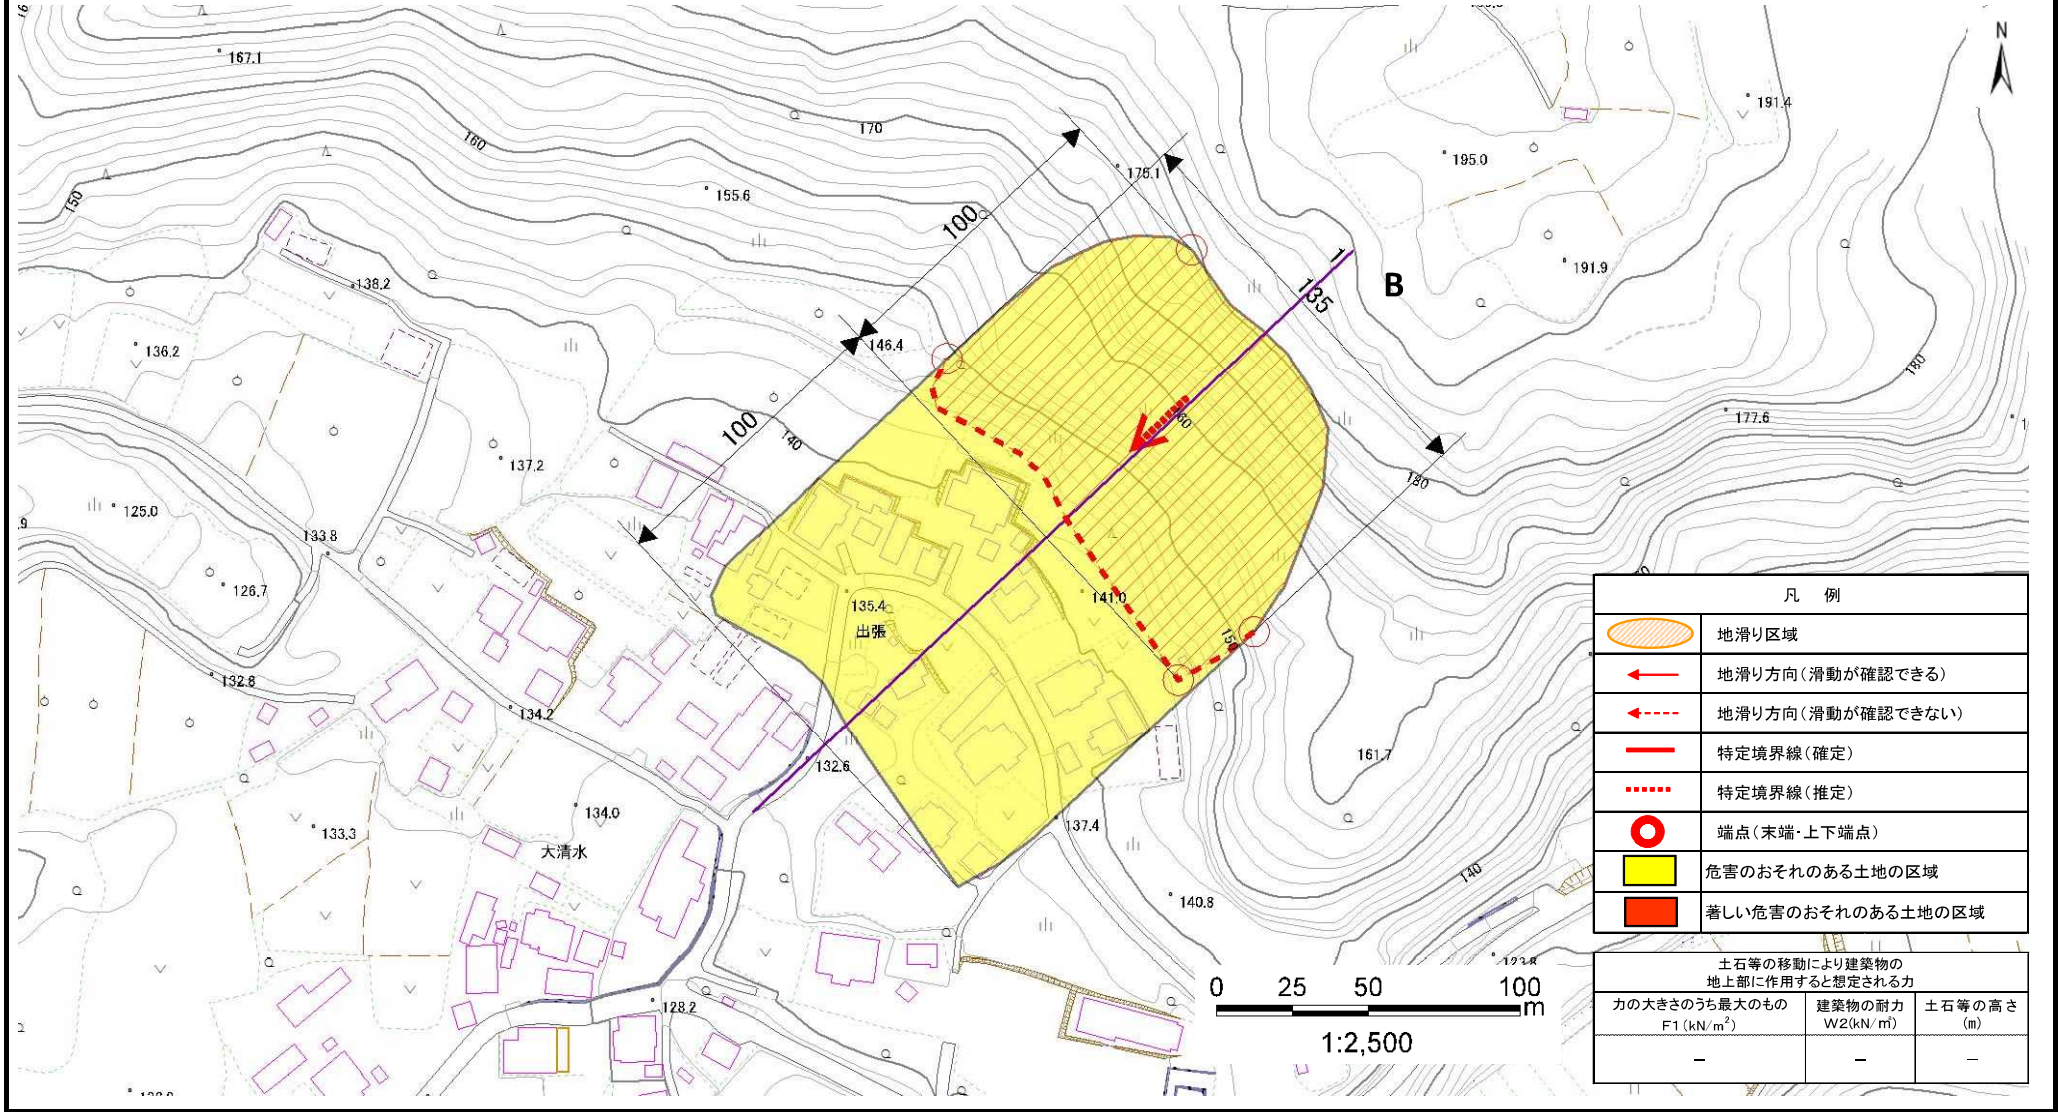 N
167.1
170
160
150
155.6
175.1
191.4
195.0
191.9
100
1
135
B
138.2
136.2
146.4
180
177.6
100
140
160
180
137.2
125.0
133.8
126.7
135.4
出張
141.0
150
132.8
134.2
132.6
161.7
134.0
133.3
大清水
137.4
140
140.8
123.8
128.2
凡 例
地滑り区域
地滑り方向(滑動が確認できる)
地滑り方向(滑動が確認できない)
特定境界線(確定)
特定境界線(推定)
端点(末端・上下端点)
危害のおそれのある土地の区域
著しい危害のおそれのある土地の区域
土石等の移動により建築物の
地上部に作用すると想定される力
力の大きさのうち最大のもの
F1(kN/m²)
建築物の耐力
W2(kN/㎡)
土石等の高さ
(m)
－ － －
0 25 50 100
m
1:2,500